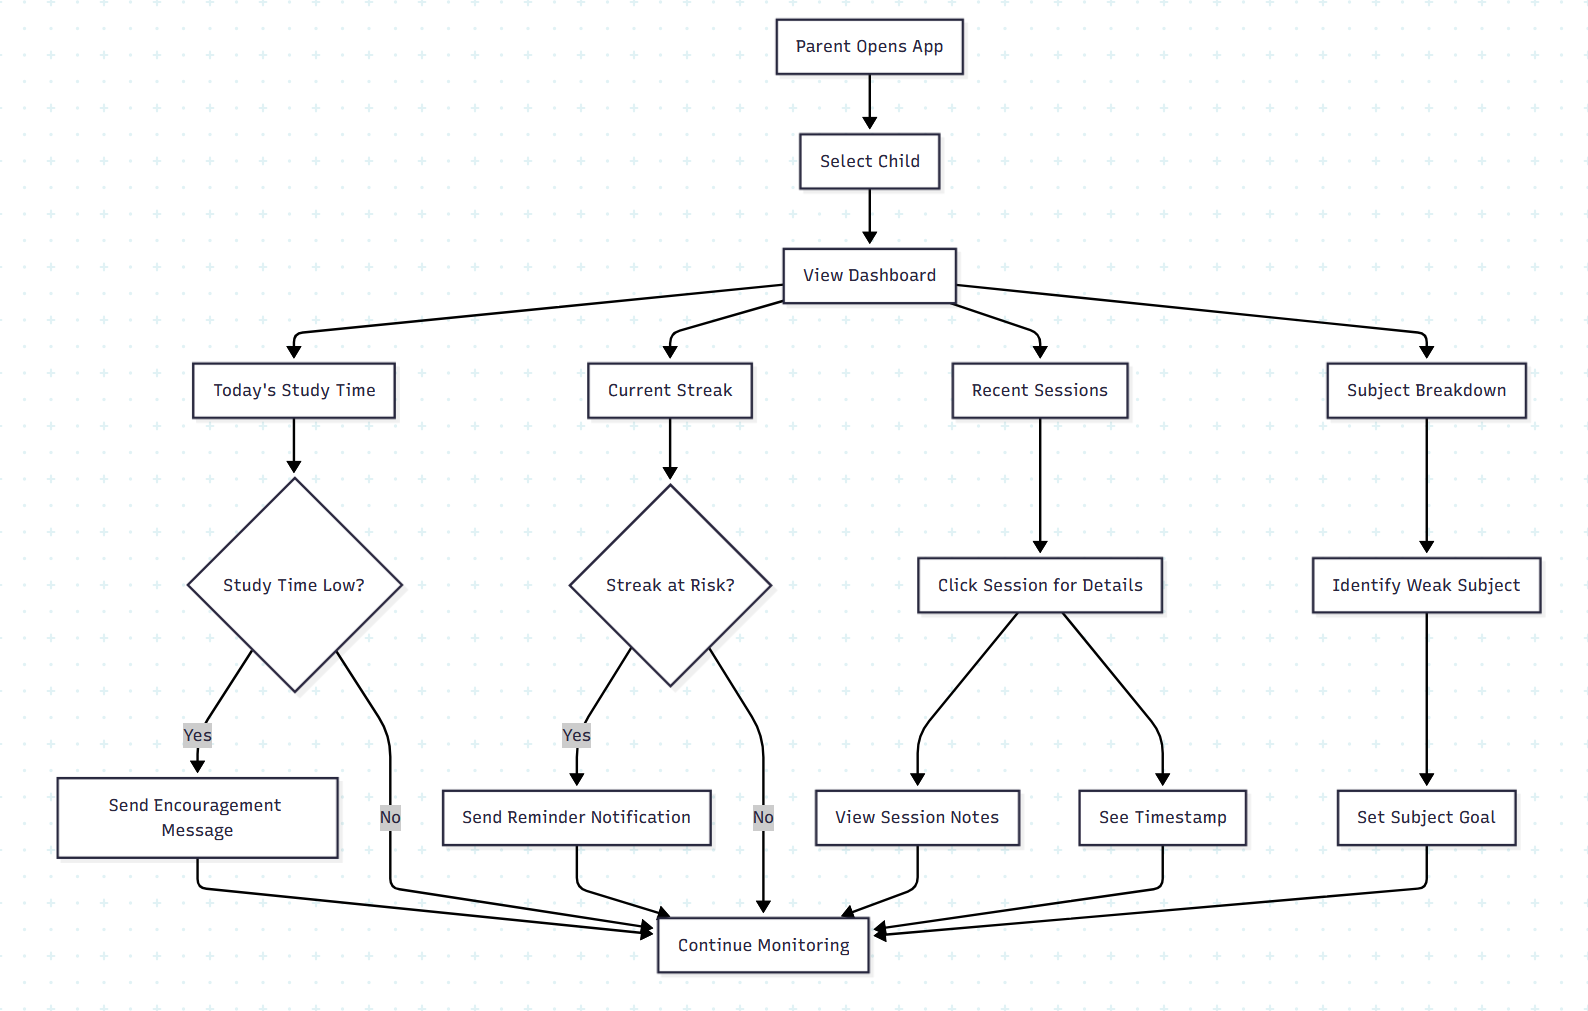 Parent Opens App
Select Child
View Dashboard
Today's Study Time
Current Streak
Recent Sessions
Subject Breakdown
Study Time Low?
Streak at Risk?
Click Session for Details
Identify Weak Subject
Yes
Yes
Send Encouragement
Message
No
Send Reminder Notification
No
View Session Notes
See Timestamp
Set Subject Goal
Continue Monitoring